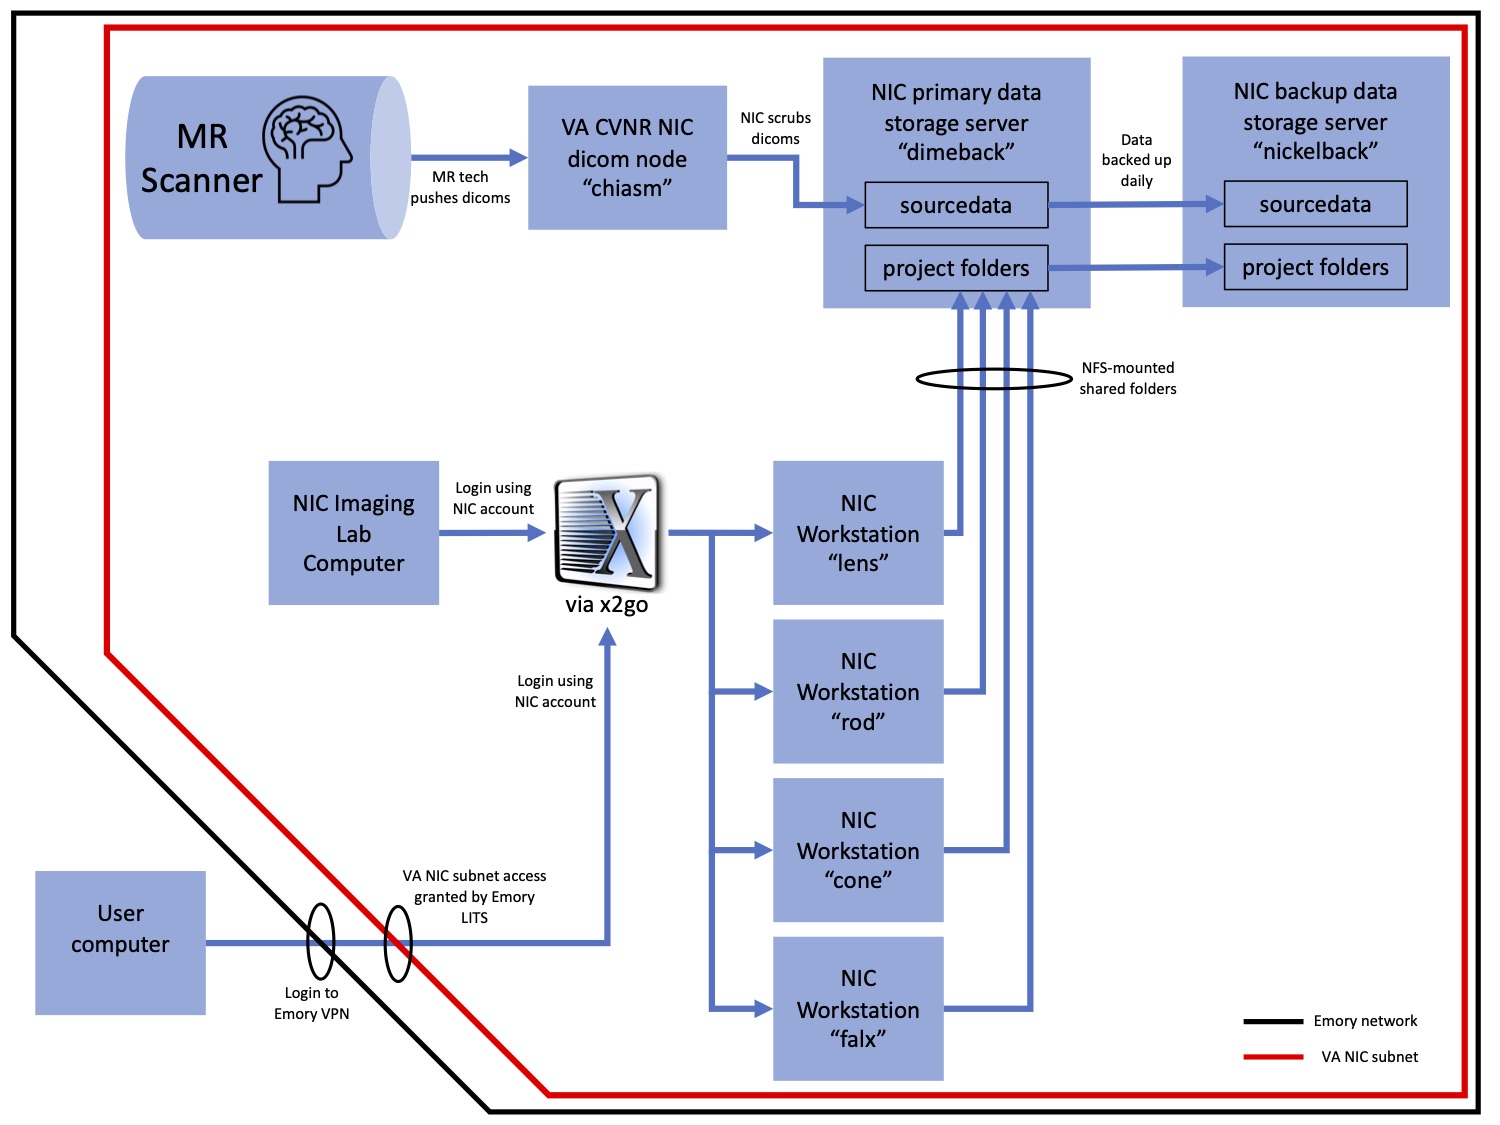 MR
Scanner
MR tech
pushes dicoms
VA CVNR NIC
dicom node
“chiasm”
NIC scrubs
dicoms
NIC primary data
storage server
“dimeback”
sourcedata
project folders
Data
backed up
daily
NIC backup data
storage server
“nickelback”
sourcedata
project folders
NFS-mounted
shared folders
NIC Imaging
Lab
Computer
Login using
NIC account
X
via x2go
NIC
Workstation
“lens”
NIC
Workstation
“rod”
Login using
NIC account
NIC
Workstation
“cone”
VA NIC subnet access
granted by Emory
LITS
User
computer
Login to
Emory VPN
NIC
Workstation
“falx”
Emory network
VA NIC subnet